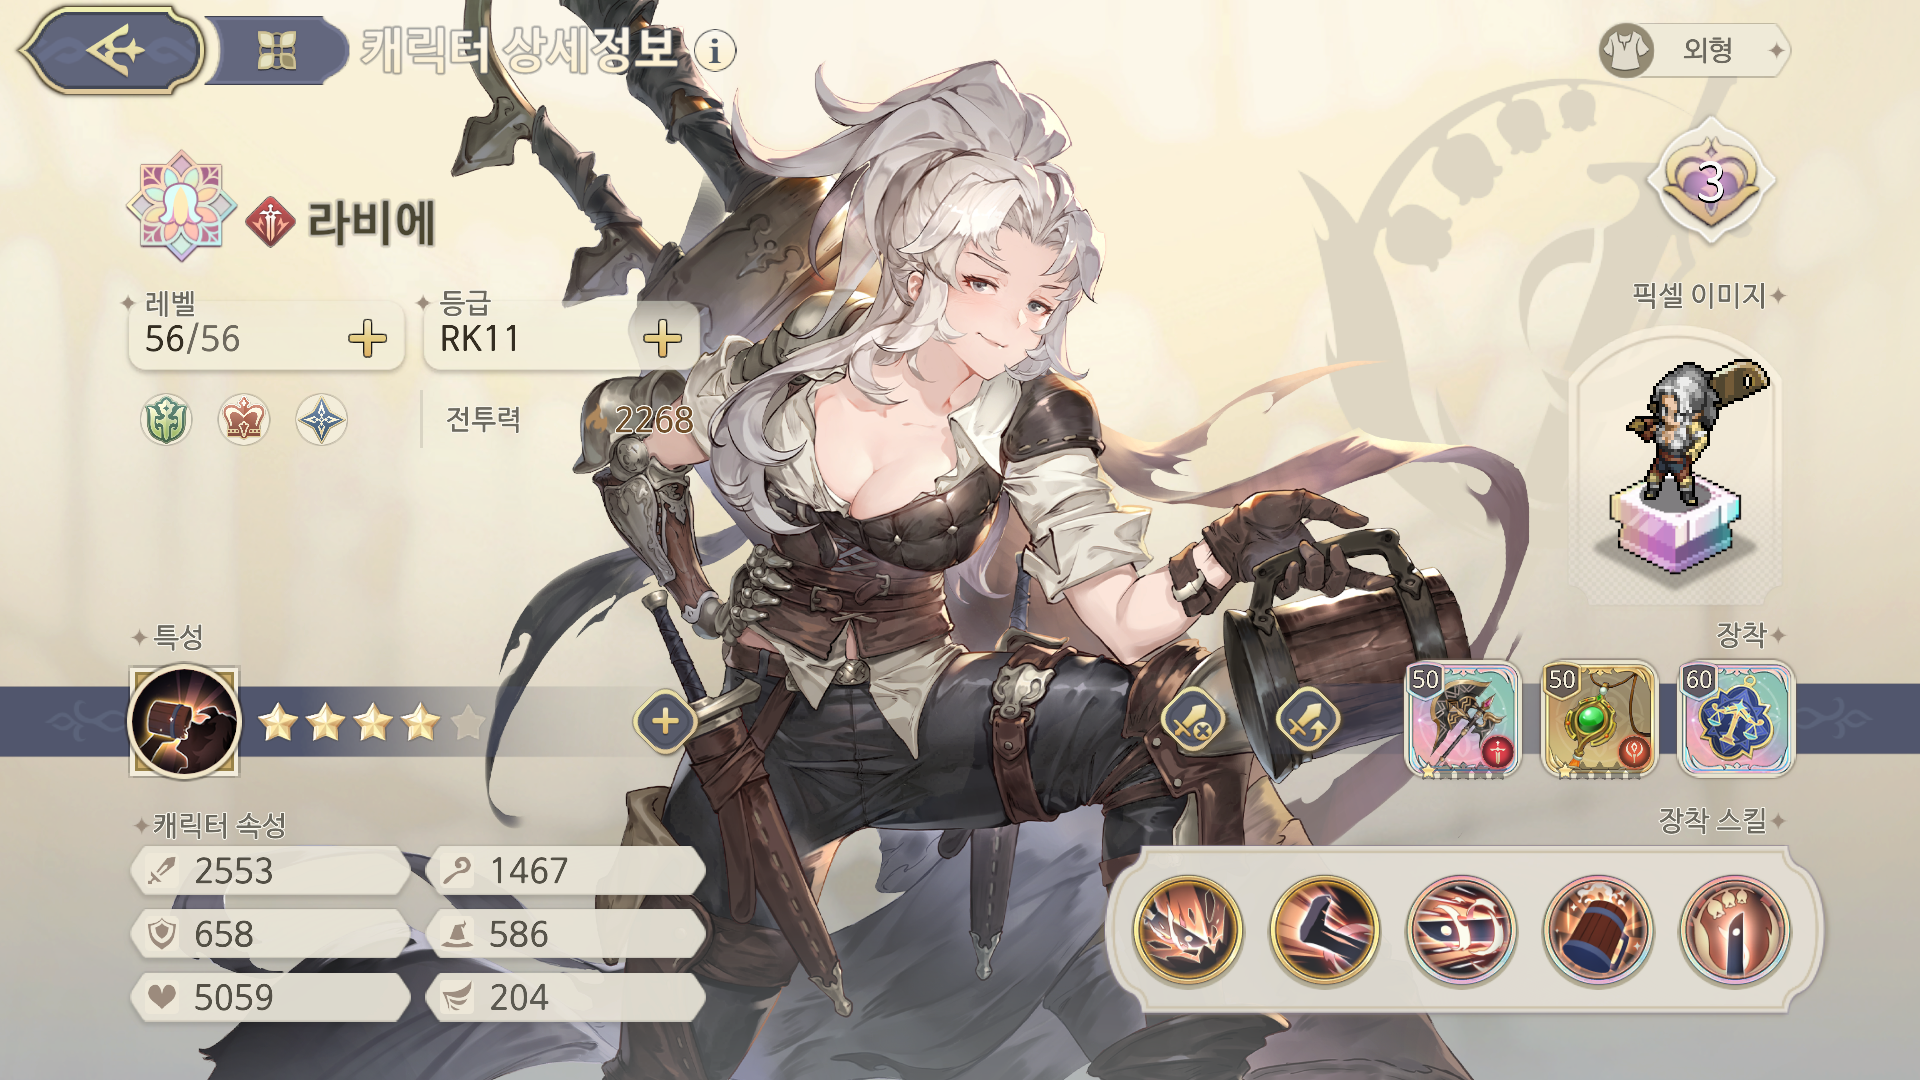 캐릭터 상세정보 i
외형
3
라비에
레벨
56/56
등급
RK11
전투력 2268
픽셀 이미지
특성
장착
50
50
60
캐릭터 속성
장착 스킬
2553
1467
658
586
5059
204